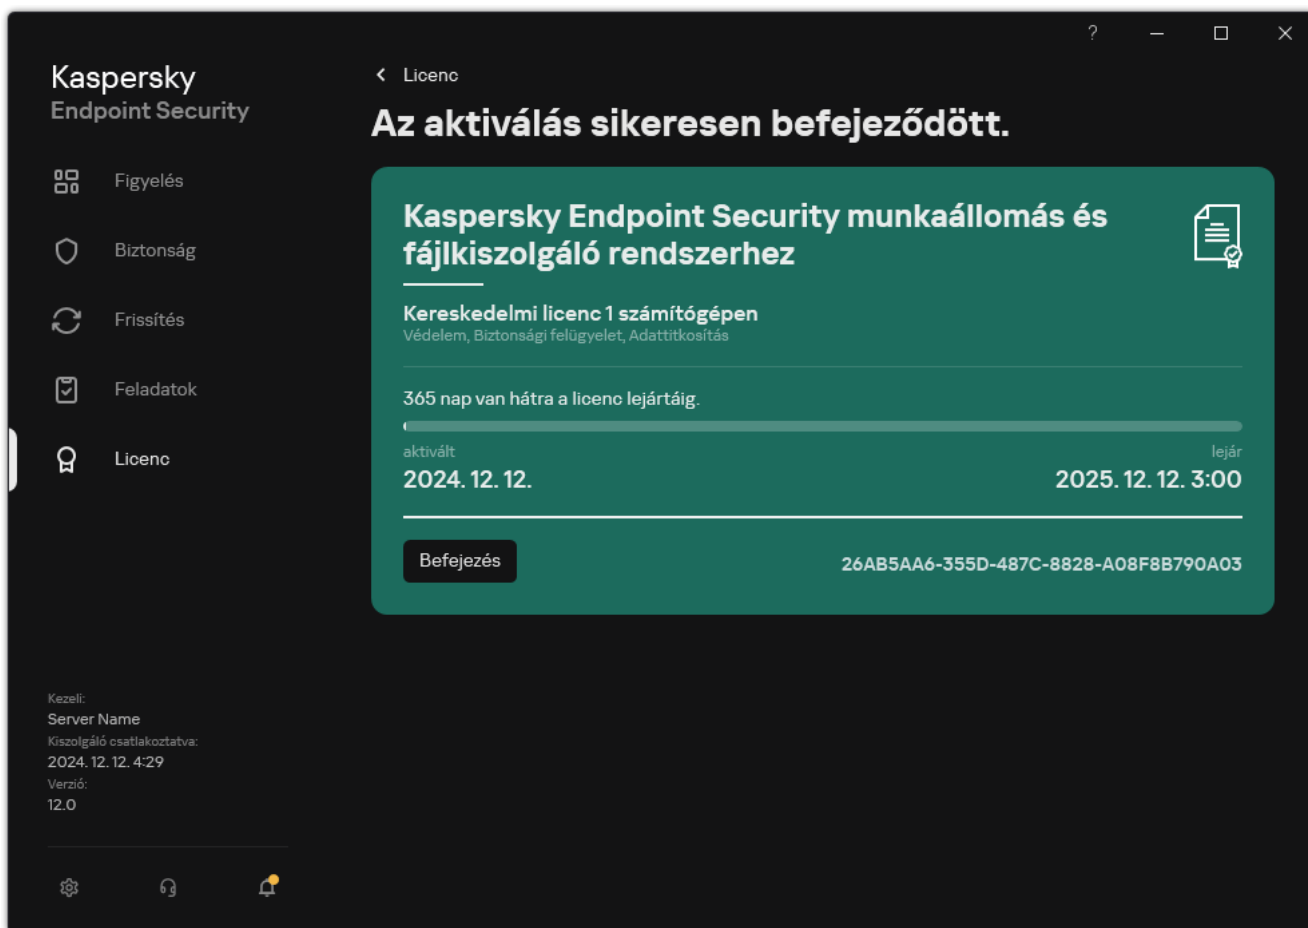 ?
Kaspersky
Endpoint Security
Figyelés
Biztonság
Frissítés
Feladatok
Licenc
Kezeli:
Server Name
Kiszolgáló csatlakoztatva:
2024. 12. 12. 4:29
Verzió:
12.0
Licenc
Az aktiválás sikeresen befejeződött.
Kaspersky Endpoint Security munkaállomás és
fájlkiszolgáló rendszerhez
Kereskedelmi licenc 1 számítógépen
Védelem, Biztonsági felügyelet, Adattitkosítás
365 nap van hátra a licenc lejártáig.
aktivált lejár
2024. 12. 12. 2025. 12. 12. 3:00
Befejezés 26AB5AA6-355D-487C-8828-A08F8B790A03